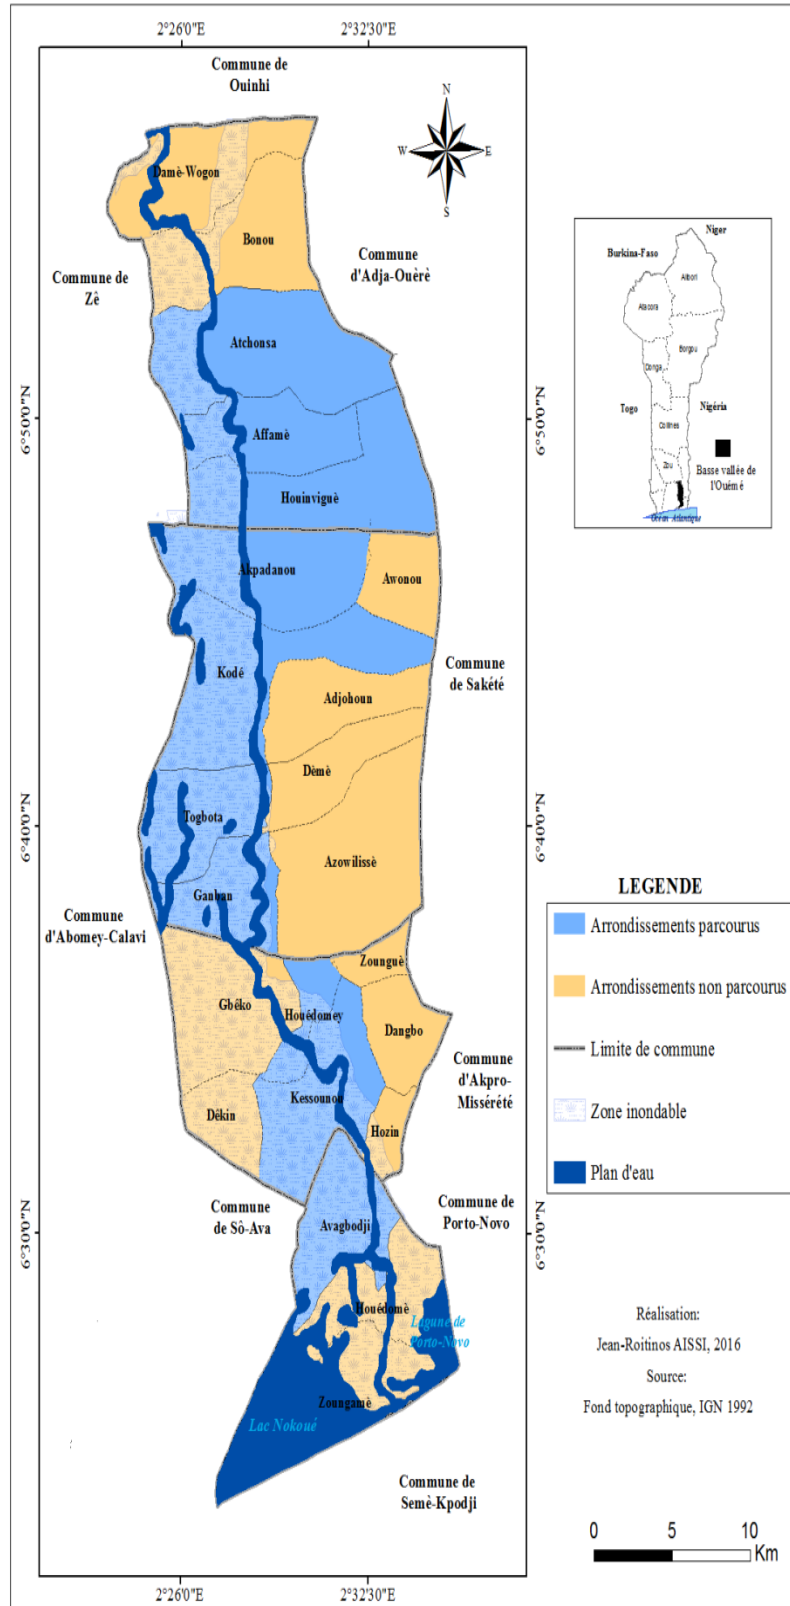 2°26'0"E
2°32'30"E
Commune de
Ouinhi
N
W
E
S
Damè-Wogon
Bonou
Commune
d'Adja-Ouèrè
Commune de
Zê
Atchonsa
Affamè
Houinviguè
Akpadanou
Awonou
Kodé
Commune
de Sakété
Adjohoun
Dèmè
Togbota
Azowilissè
Ganban
Commune
d'Abomey-Calavi
Zounguè
Gbêko
Houédomey
Dangbo
Commune
d'Akpro-
Missérété
Kessounou
Dêkin
Hozin
Commune
de Sô-Ava
Commune de
Porto-Novo
Avagbodji
Houédomè
Lagune de
Porto-Novo
Zoungamè
Lac Nokoué
Commune de
Semè-Kpodji
6°50'0"N
6°50'0"N
6°40'0"N
6°40'0"N
6°30'0"N
6°30'0"N
2°26'0"E
2°32'30"E
Niger
Burkina-Faso
Alibori
Atacora
Borgou
Donga
Togo
Nigéria
Collines
Zou
Basse vallée de
l'Ouémé
Océan Atlantique
LEGENDE
Arrondissements parcourus
Arrondissements non parcourus
Limite de commune
Zone inondable
Plan d'eau
Réalisation:
Jean-Roitinos AISSI, 2016
Source:
Fond topographique, IGN 1992
0 5 10
Km